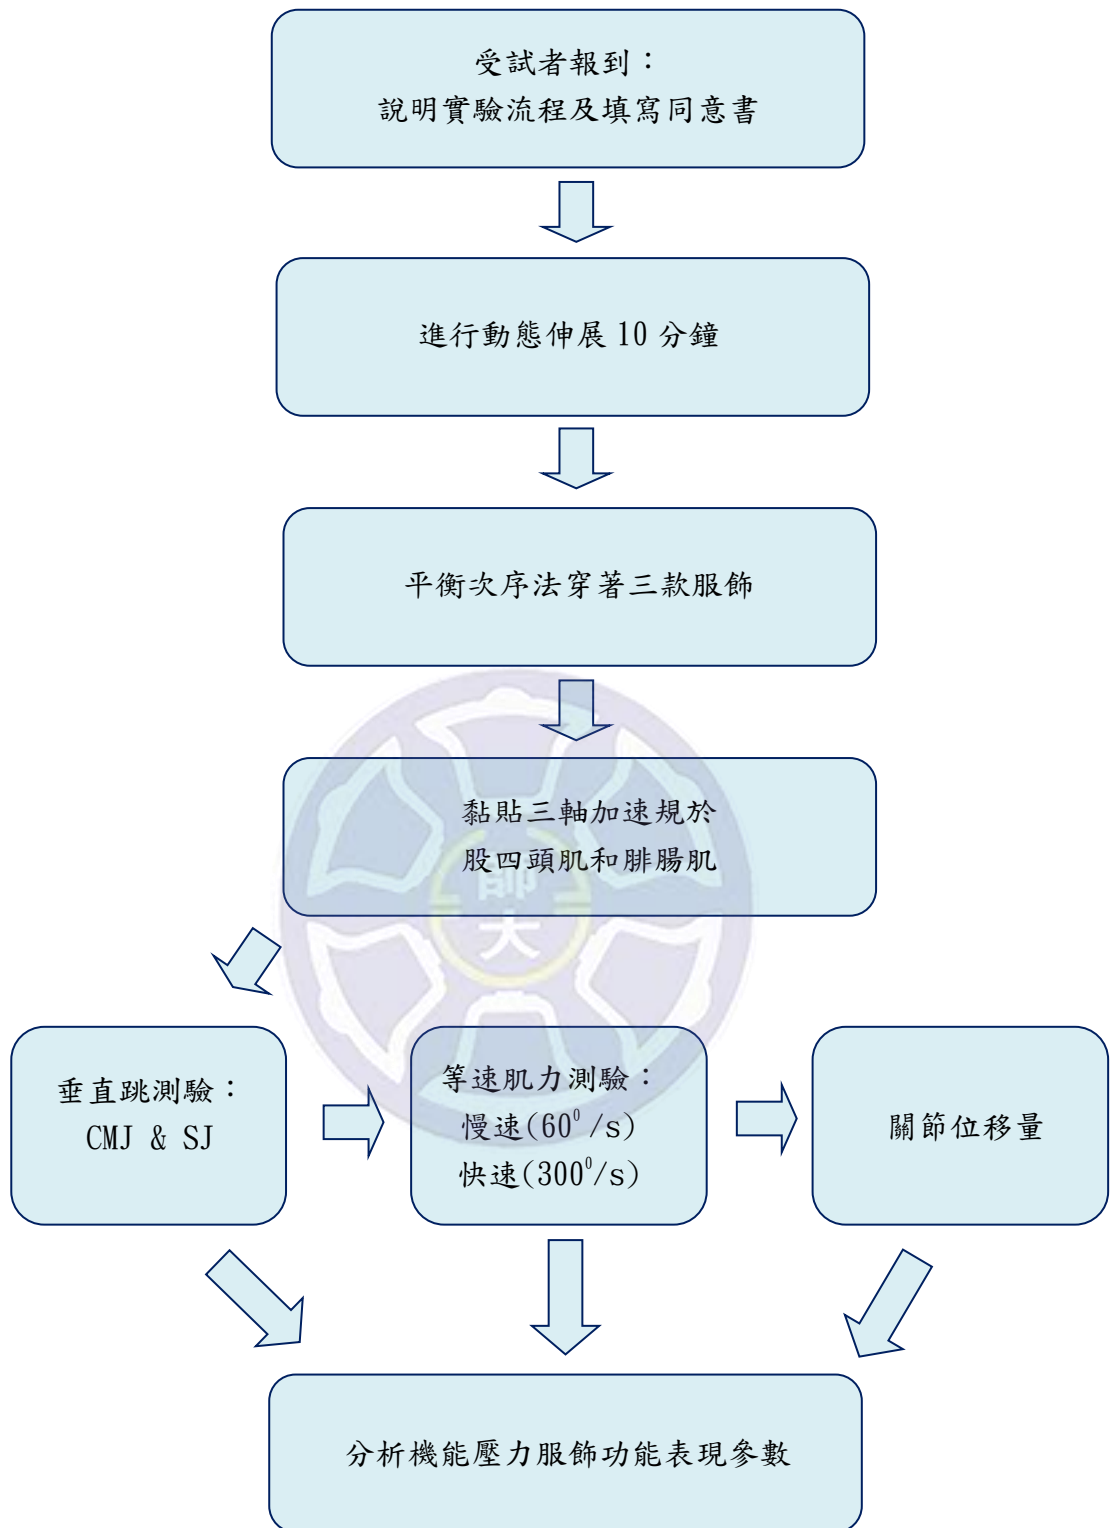 受試者報到：
說明實驗流程及填寫同意書
進行動態伸展 10 分鐘
平衡次序法穿著三款服飾
黏貼三軸加速規於
股四頭肌和腓腸肌
師大
垂直跳測驗：
CMJ & SJ
等速肌力測驗：
慢速(60⁰/s)
快速(300⁰/s)
關節位移量
分析機能壓力服飾功能表現參數